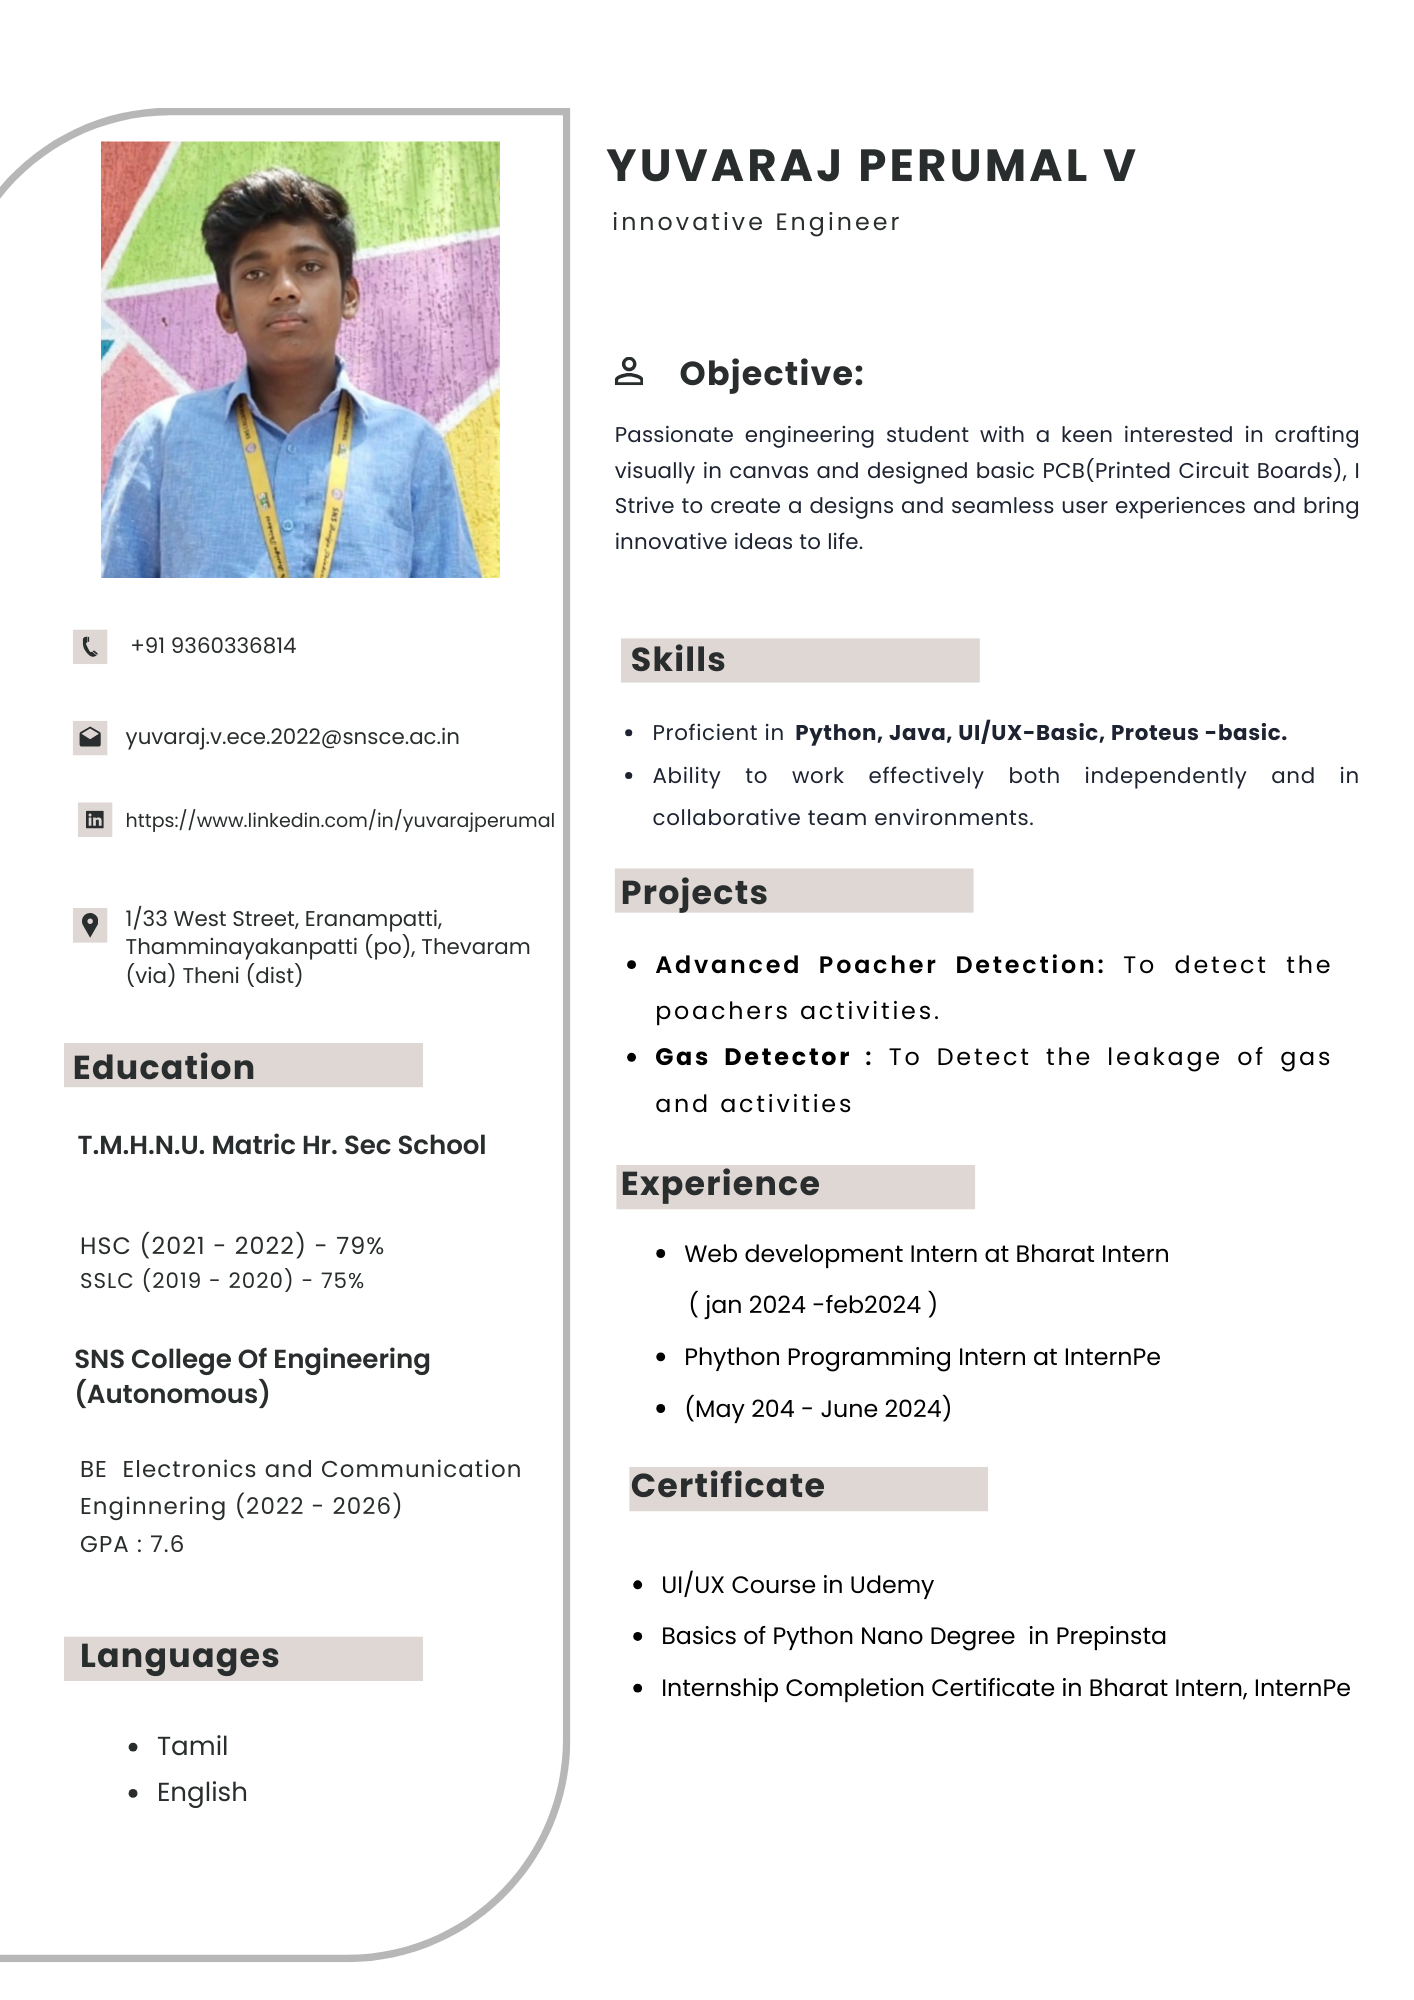 YUVARAJ PERUMAL V
innovative Engineer
+91 9360336814
yuvaraj.v.ece.2022@snsce.ac.in
https://www.linkedin.com/in/yuvarajperumal
1/33 West Street, Eranampatti,
Thamminayakanpatti (po), Thevaram
(via) Theni (dist)
Education
T.M.H.N.U. Matric Hr. Sec School
HSC (2021 - 2022) - 79%
SSLC (2019 - 2020) - 75%
SNS College Of Engineering
(Autonomous)
BE Electronics and Communication
Enginnering (2022 - 2026)
GPA : 7.6
Languages
• Tamil
• English
Objective:
Passionate engineering student with a keen interested in crafting
visually in canvas and designed basic PCB(Printed Circuit Boards), I
Strive to create a designs and seamless user experiences and bring
innovative ideas to life.
Skills
• Proficient in Python, Java, UI/UX-Basic, Proteus -basic.
• Ability to work effectively both independently and in
collaborative team environments.
Projects
• Advanced Poacher Detection: To detect the
poachers activities.
• Gas Detector : To Detect the leakage of gas
and activities
Experience
• Web development Intern at Bharat Intern
( jan 2024 -feb2024 )
• Phython Programming Intern at InternPe
• (May 204 - June 2024)
Certificate
• UI/UX Course in Udemy
• Basics of Python Nano Degree in Prepinsta
• Internship Completion Certificate in Bharat Intern, InternPe